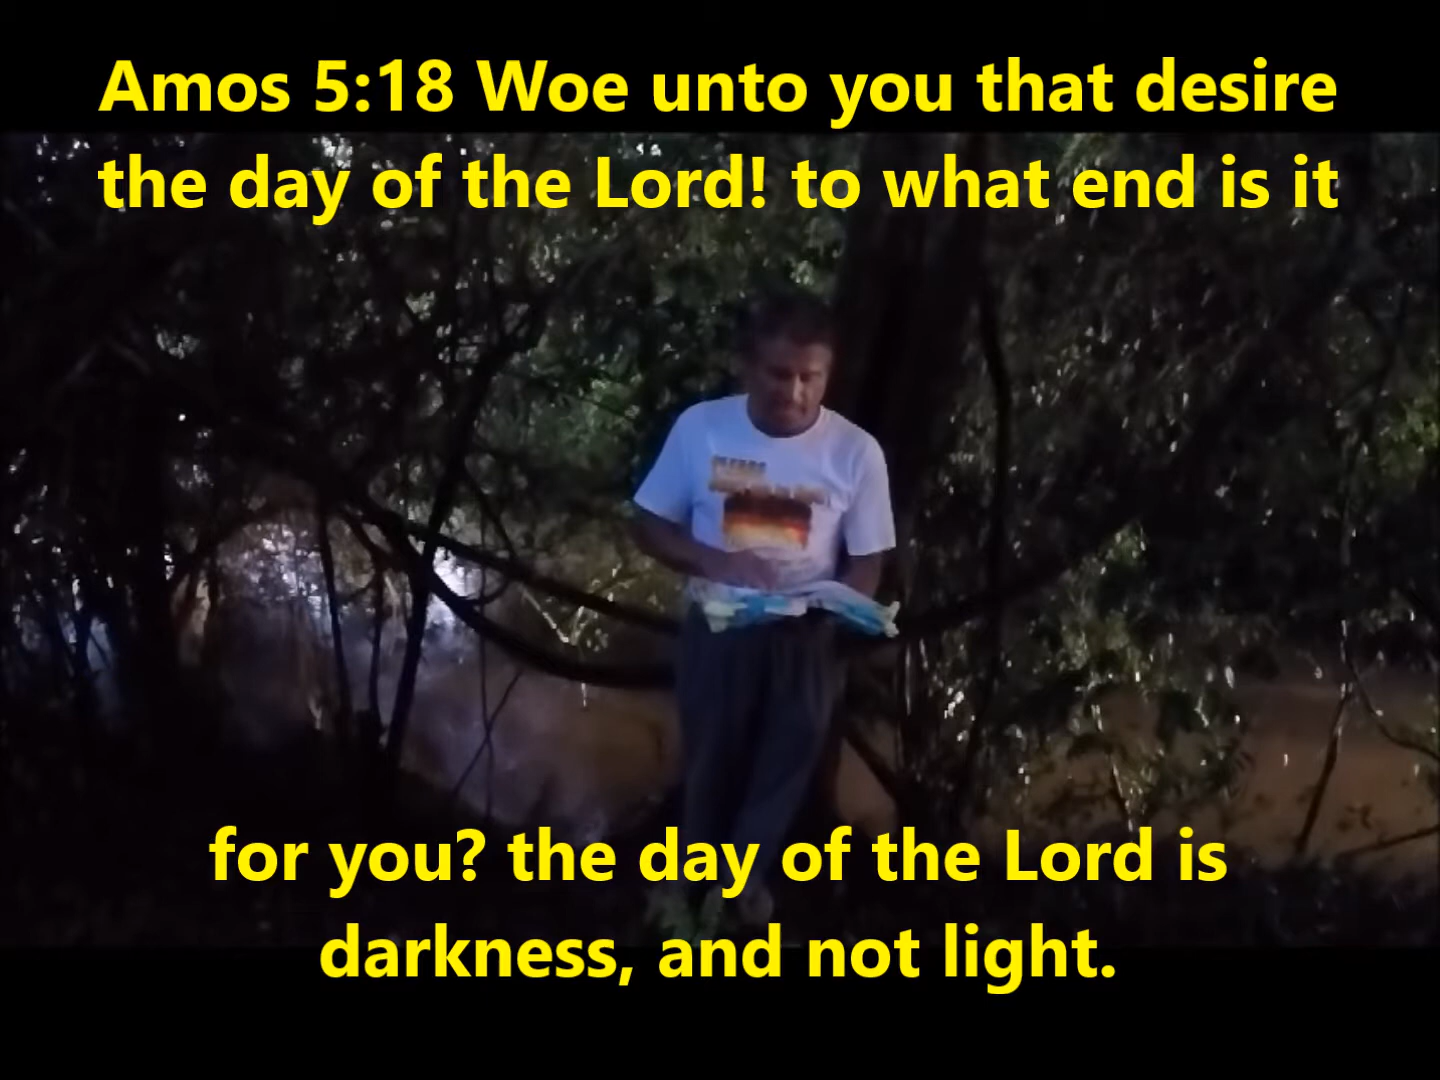 Amos 5:18 Woe unto you that desire
the day of the Lord! to what end is it
for you? the day of the Lord is
darkness, and not light.